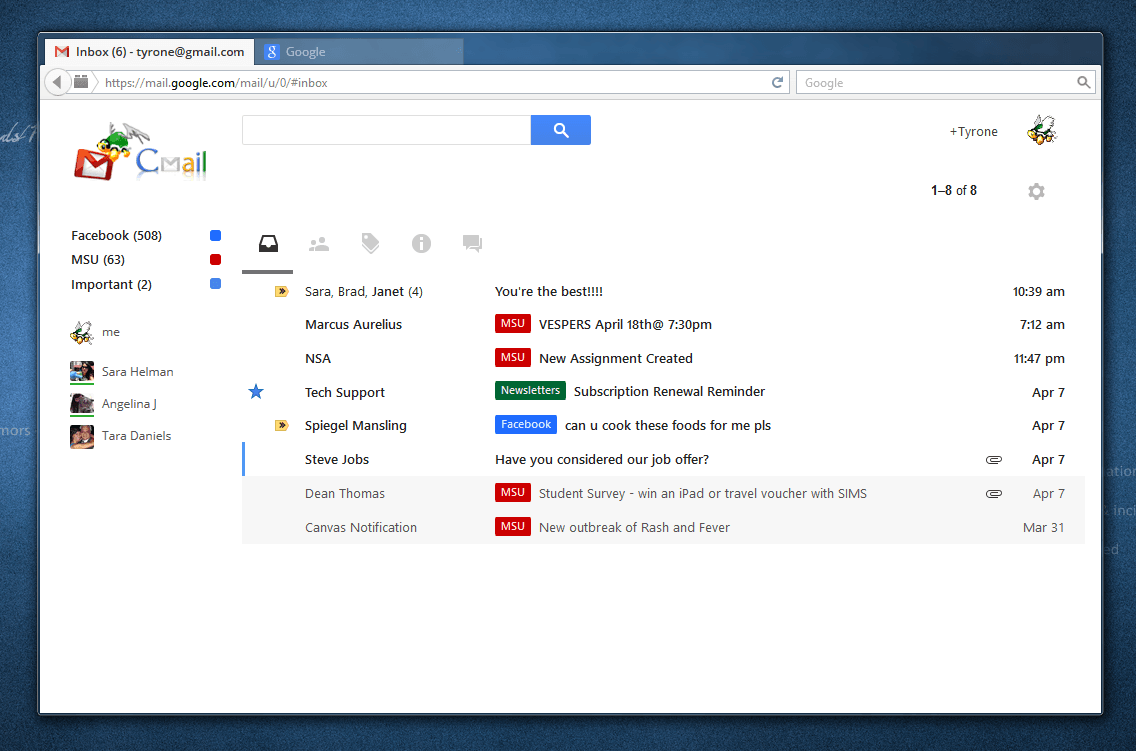 Inbox (6) - tyrone@gmail.com
Google
https://mail.google.com/mail/u/0/#inbox
Google
Gmail
+Tyrone
1–8 of 8
Facebook (508)
MSU (63)
Important (2)
me
Sara Helman
Angelina J
Tara Daniels
Sara, Brad, Janet (4) You're the best!!!! 10:39 am
Marcus Aurelius MSU VESPERS April 18th@ 7:30pm 7:12 am
NSA MSU New Assignment Created 11:47 pm
Tech Support Newsletters Subscription Renewal Reminder Apr 7
Spiegel Mansling Facebook can u cook these foods for me pls Apr 7
Steve Jobs Have you considered our job offer? Apr 7
Dean Thomas MSU Student Survey - win an iPad or travel voucher with SIMS Apr 7
Canvas Notification MSU New outbreak of Rash and Fever Mar 31